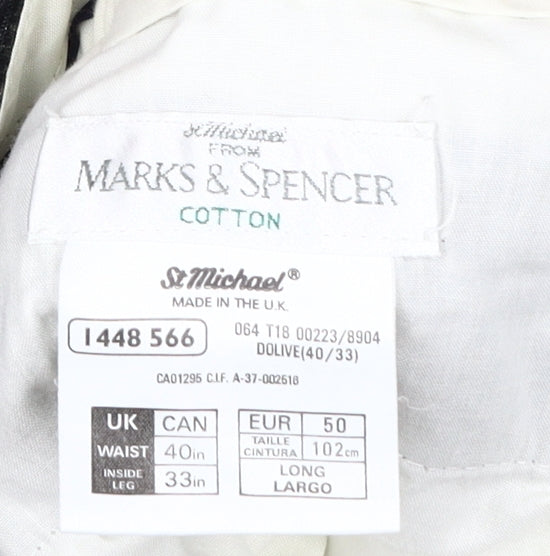 St Michael
FROM
MARKS & SPENCER
COTTON
St Michael®
MADE IN THE U.K.
1448 566
064 T18 00223/8904
DOLIVE(40/33)
CA01295 C.I.F. A-37-002618
UK CAN
WAIST 40in
INSIDE LEG 33in
EUR 50
TAILLE CINTURA 102cm
LONG
LARGO